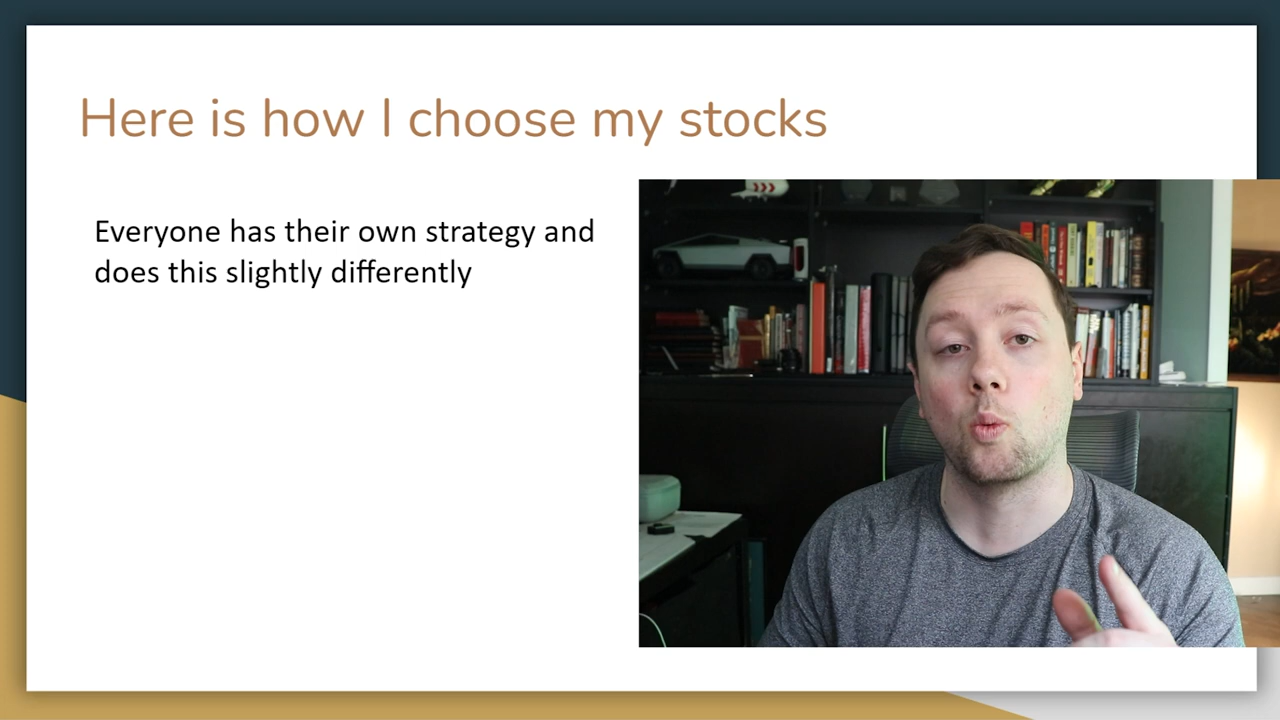 Here is how I choose my stocks
Everyone has their own strategy and
does this slightly differently